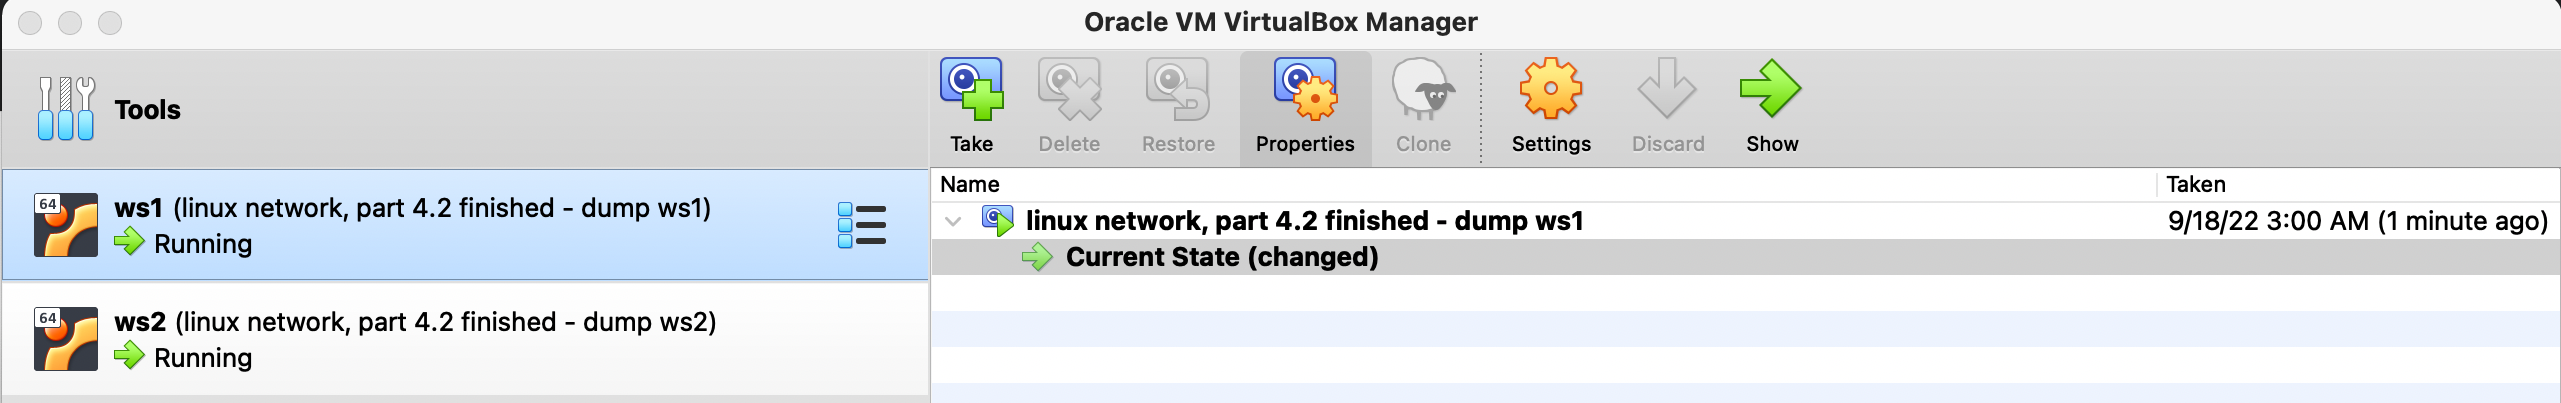 Oracle VM VirtualBox Manager
Tools
Take Delete Restore Properties Clone Settings Discard Show
64
ws1 (linux network, part 4.2 finished - dump ws1)
Running
64
ws2 (linux network, part 4.2 finished - dump ws2)
Running
Name Taken
linux network, part 4.2 finished - dump ws1 9/18/22 3:00 AM (1 minute ago)
Current State (changed)